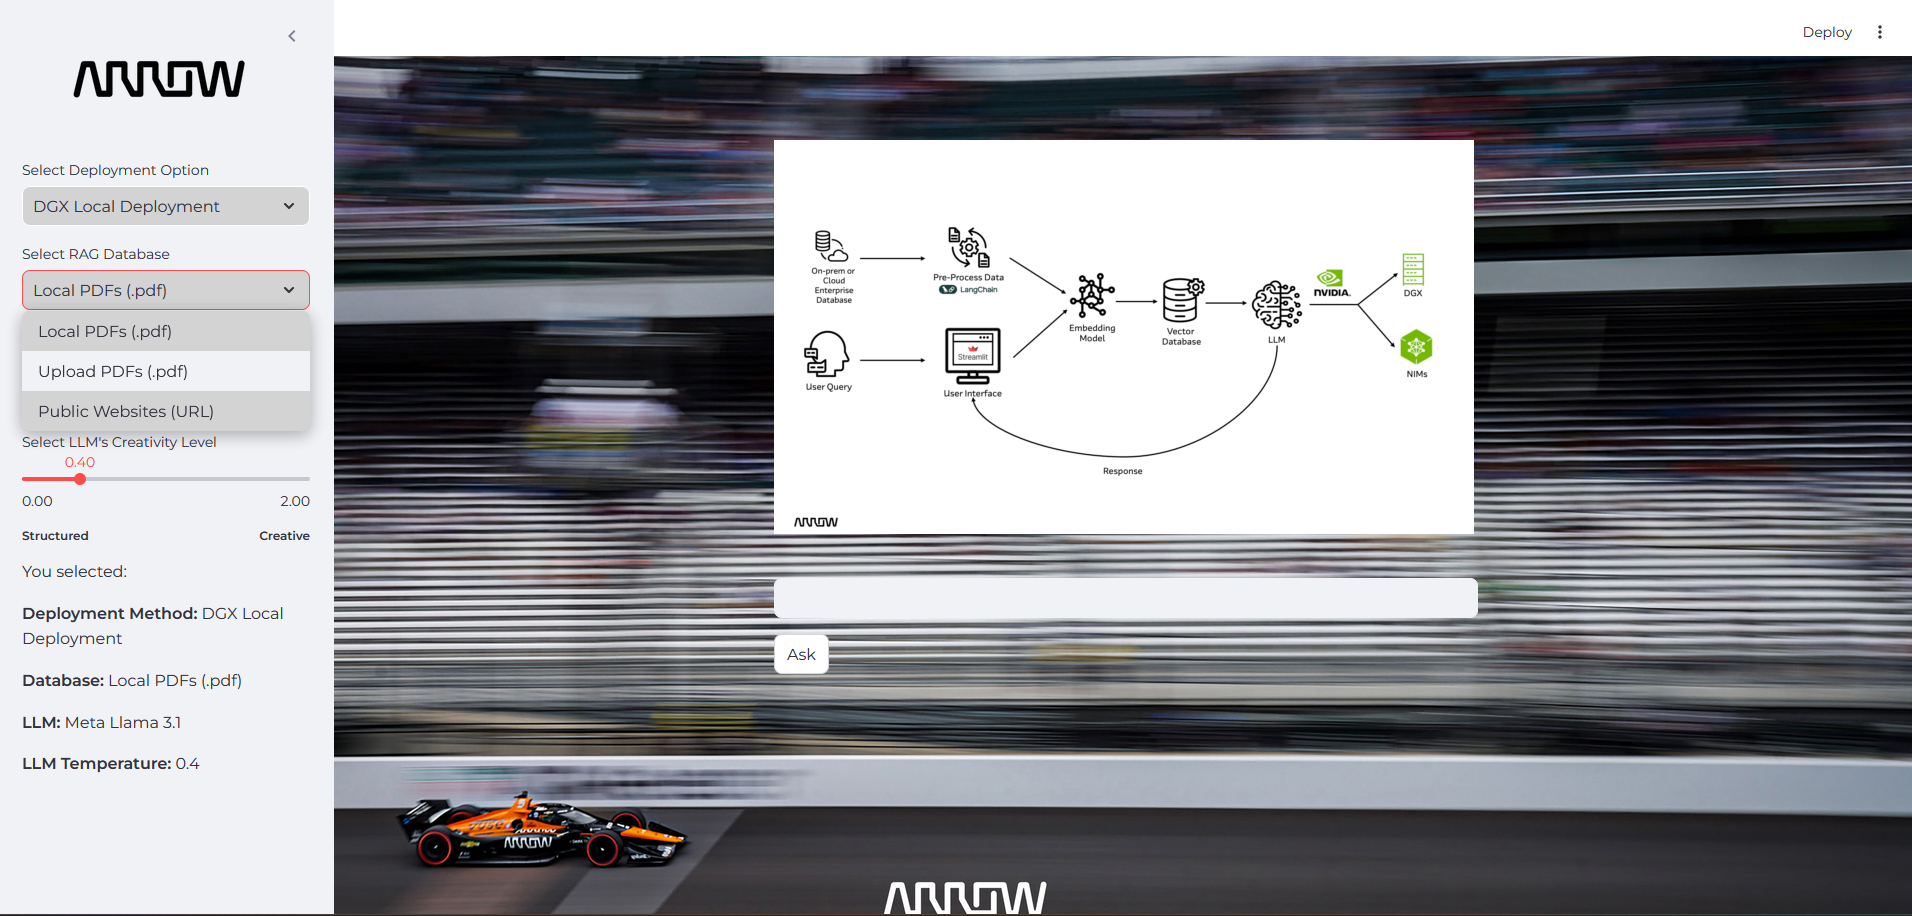 ARROW
Select Deployment Option
DGX Local Deployment
Select RAG Database
Local PDFs (.pdf)
Local PDFs (.pdf)
Upload PDFs (.pdf)
Public Websites (URL)
Select LLM's Creativity Level
0.40
0.00 2.00
Structured Creative
You selected:
Deployment Method: DGX Local
Deployment
Database: Local PDFs (.pdf)
LLM: Meta Llama 3.1
LLM Temperature: 0.4
Deploy
On-prem or
Cloud
Enterprise
Database
Pre-Process Data
LangChain
User Query
Streamlit
User Interface
Embedding
Model
Vector
Database
LLM
NVIDIA.
DGX
NIMs
Response
ARROW
Ask
ARROW
ARROW